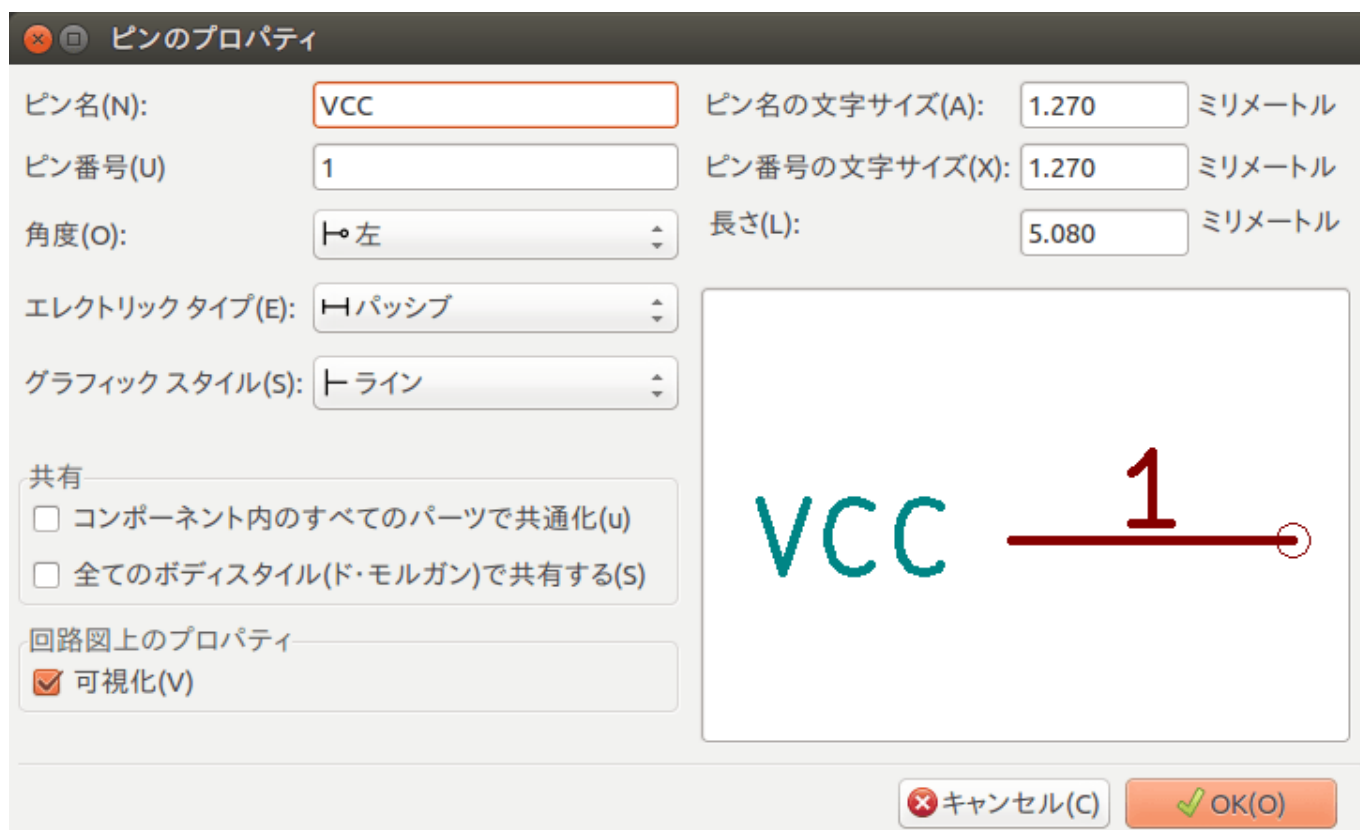 ピンのプロパティ
ピン名(N): VCC ピン名の文字サイズ(A): 1.270 ミリメートル
ピン番号(U) 1 ピン番号の文字サイズ(X): 1.270 ミリメートル
角度(O): 左 長さ(L): 5.080 ミリメートル
エレクトリック タイプ(E): パッシブ
グラフィック スタイル(S): ライン
共有
コンポーネント内のすべてのパーツで共通化(u)
全てのボディスタイル(ド・モルガン)で共有する(S)
回路図上のプロパティ
可視化(V)
1
VCC
キャンセル(C) OK(O)